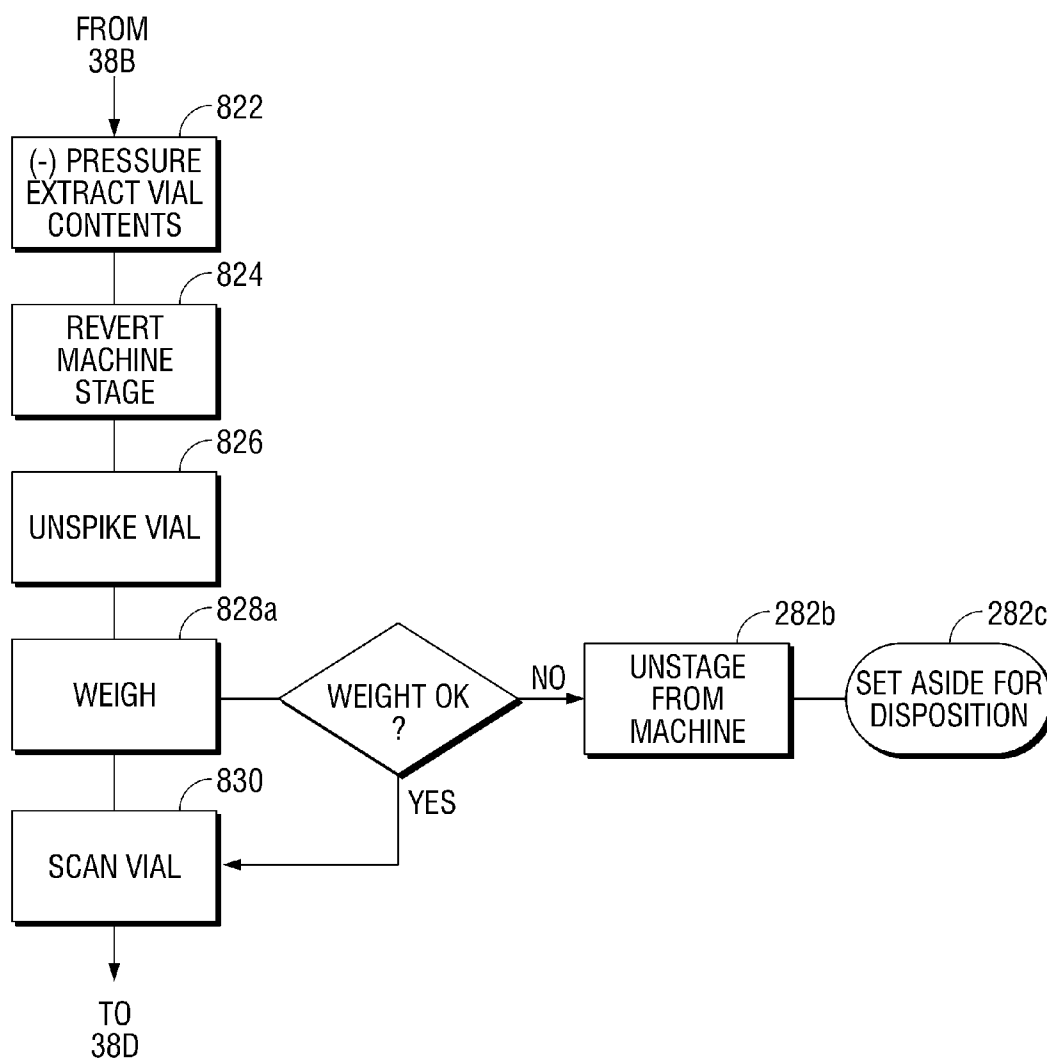 FROM
38B
822
(-) PRESSURE
EXTRACT VIAL
CONTENTS
824
REVERT
MACHINE
STAGE
826
UNSPIKE VIAL
828a
WEIGH
WEIGHT OK
?
NO
282b
UNSTAGE
FROM
MACHINE
282c
SET ASIDE FOR
DISPOSITION
YES
830
SCAN VIAL
TO
38D